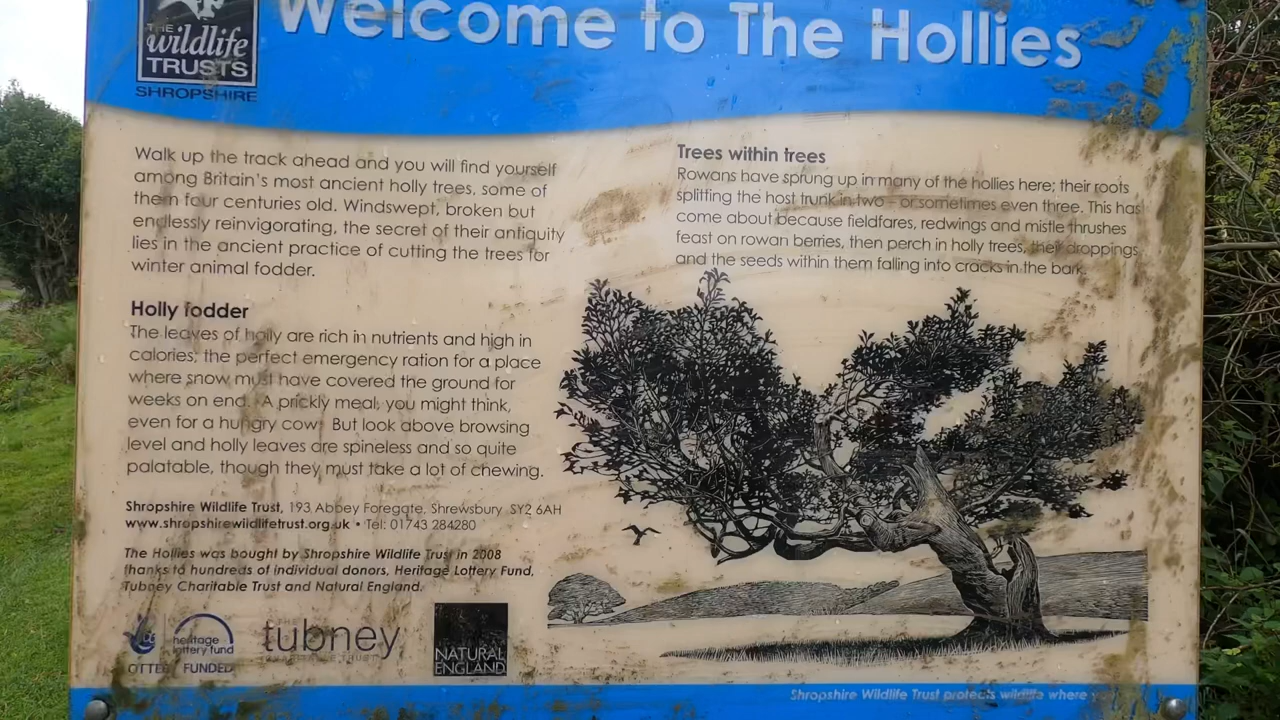 Welcome to The Hollies
THE
wildlife
TRUSTS
SHROPSHIRE
Walk up the track ahead and you will find yourself
among Britain's most ancient holly trees, some of
them four centuries old. Windswept, broken but
endlessly reinvigorating, the secret of their antiquity
lies in the ancient practice of cutting the trees for
winter animal fodder.
Holly fodder
The leaves of holly are rich in nutrients and high in
calories; the perfect emergency ration for a place
where snow must have covered the ground for
weeks on end. A prickly meal, you might think,
even for a hungry cow. But look above browsing
level and holly leaves are spineless and so quite
palatable, though they must take a lot of chewing.
Shropshire Wildlife Trust, 193 Abbey Foregate, Shrewsbury SY2 6AH
www.shropshirewildlifetrust.org.uk • Tel: 01743 284280
The Hollies was bought by Shropshire Wildlife Trust in 2008
thanks to hundreds of individual donors, Heritage Lottery Fund,
Tubney Charitable Trust and Natural England.
heritage
lottery fund
FUNDED
THE
tubney
CHARITABLE TRUST
NATURAL
ENGLAND
Trees within trees
Rowans have sprung up in many of the hollies here; their roots
splitting the host trunk in two - or sometimes even three. This has
come about because fieldfares, redwings and mistle thrushes
feast on rowan berries, then perch in holly trees, their droppings
and the seeds within them falling into cracks in the bark.
Shropshire Wildlife Trust protects wildlife where